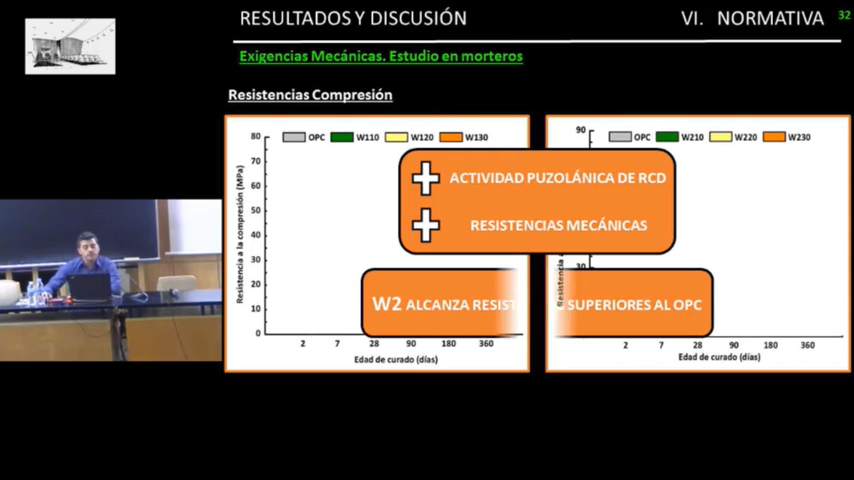 RESULTADOS Y DISCUSIÓN
VI. NORMATIVA
32
Exigencias Mecánicas. Estudio en morteros
Resistencias Compresión
80
70
60
50
40
30
20
10
0
Resistencia a la compresión (MPa)
OPC W110 W120 W130
2 7 28 90 180 360
Edad de curado (días)
90
OPC W210 W220 W230
30
Resistencia a
2 7 28 90 180 360
Edad de curado (días)
+ ACTIVIDAD PUZOLÁNICA DE RCD
+ RESISTENCIAS MECÁNICAS
W2 ALCANZA RESIST
SUPERIORES AL OPC